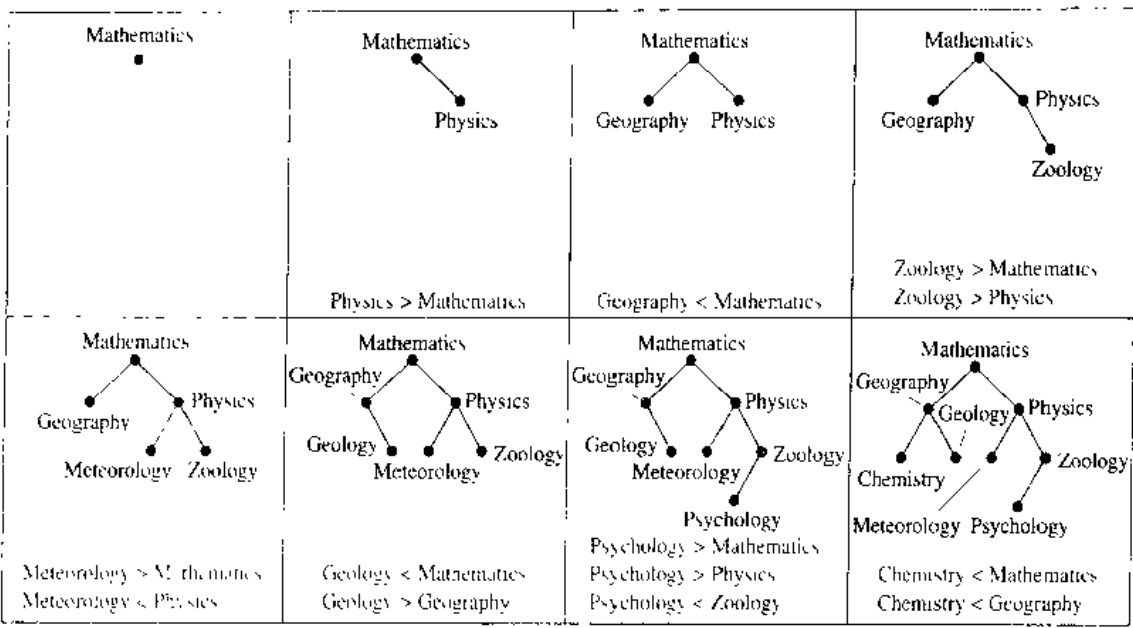 Mathematics
Mathematics
Physics
Physics > Mathematics
Mathematics
Geography Physics
Geography < Mathematics
Mathematics
Physics
Geography
Zoology
Zoology > Mathematics
Zoology > Physics
Mathematics
Physics
Geography
Meteorology Zoology
Meteorology > Mathematics
Meteorology < Physics
Mathematics
Geography
Physics
Geology Zoology
Meteorology
Geology < Mathematics
Geology > Geography
Mathematics
Geography
Physics
Geology Zoology
Meteorology
Psychology
Psychology > Mathematics
Psychology > Physics
Psychology < Zoology
Mathematics
Geography
Geology Physics
Zoology
Chemistry
Meteorology Psychology
Chemistry < Mathematics
Chemistry < Geography